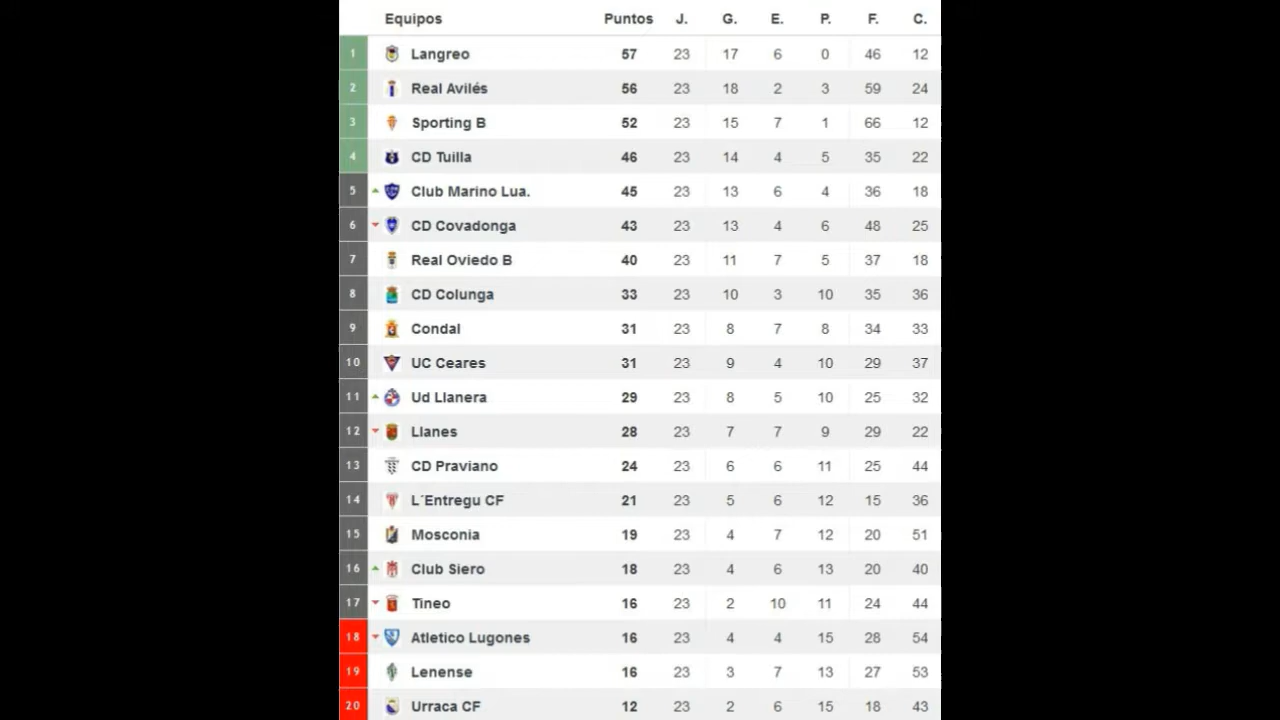 Equipos Puntos J. G. E. P. F. C.
1 Langreo 57 23 17 6 0 46 12
2 Real Avilés 56 23 18 2 3 59 24
3 Sporting B 52 23 15 7 1 66 12
4 CD Tuilla 46 23 14 4 5 35 22
5 Club Marino Lua. 45 23 13 6 4 36 18
6 CD Covadonga 43 23 13 4 6 48 25
7 Real Oviedo B 40 23 11 7 5 37 18
8 CD Colunga 33 23 10 3 10 35 36
9 Condal 31 23 8 7 8 34 33
10 UC Ceares 31 23 9 4 10 29 37
11 Ud Llanera 29 23 8 5 10 25 32
12 Llanes 28 23 7 7 9 29 22
13 CD Praviano 24 23 6 6 11 25 44
14 L´Entregu CF 21 23 5 6 12 15 36
15 Mosconia 19 23 4 7 12 20 51
16 Club Siero 18 23 4 6 13 20 40
17 Tineo 16 23 2 10 11 24 44
18 Atletico Lugones 16 23 4 4 15 28 54
19 Lenense 16 23 3 7 13 27 53
20 Urraca CF 12 23 2 6 15 18 43